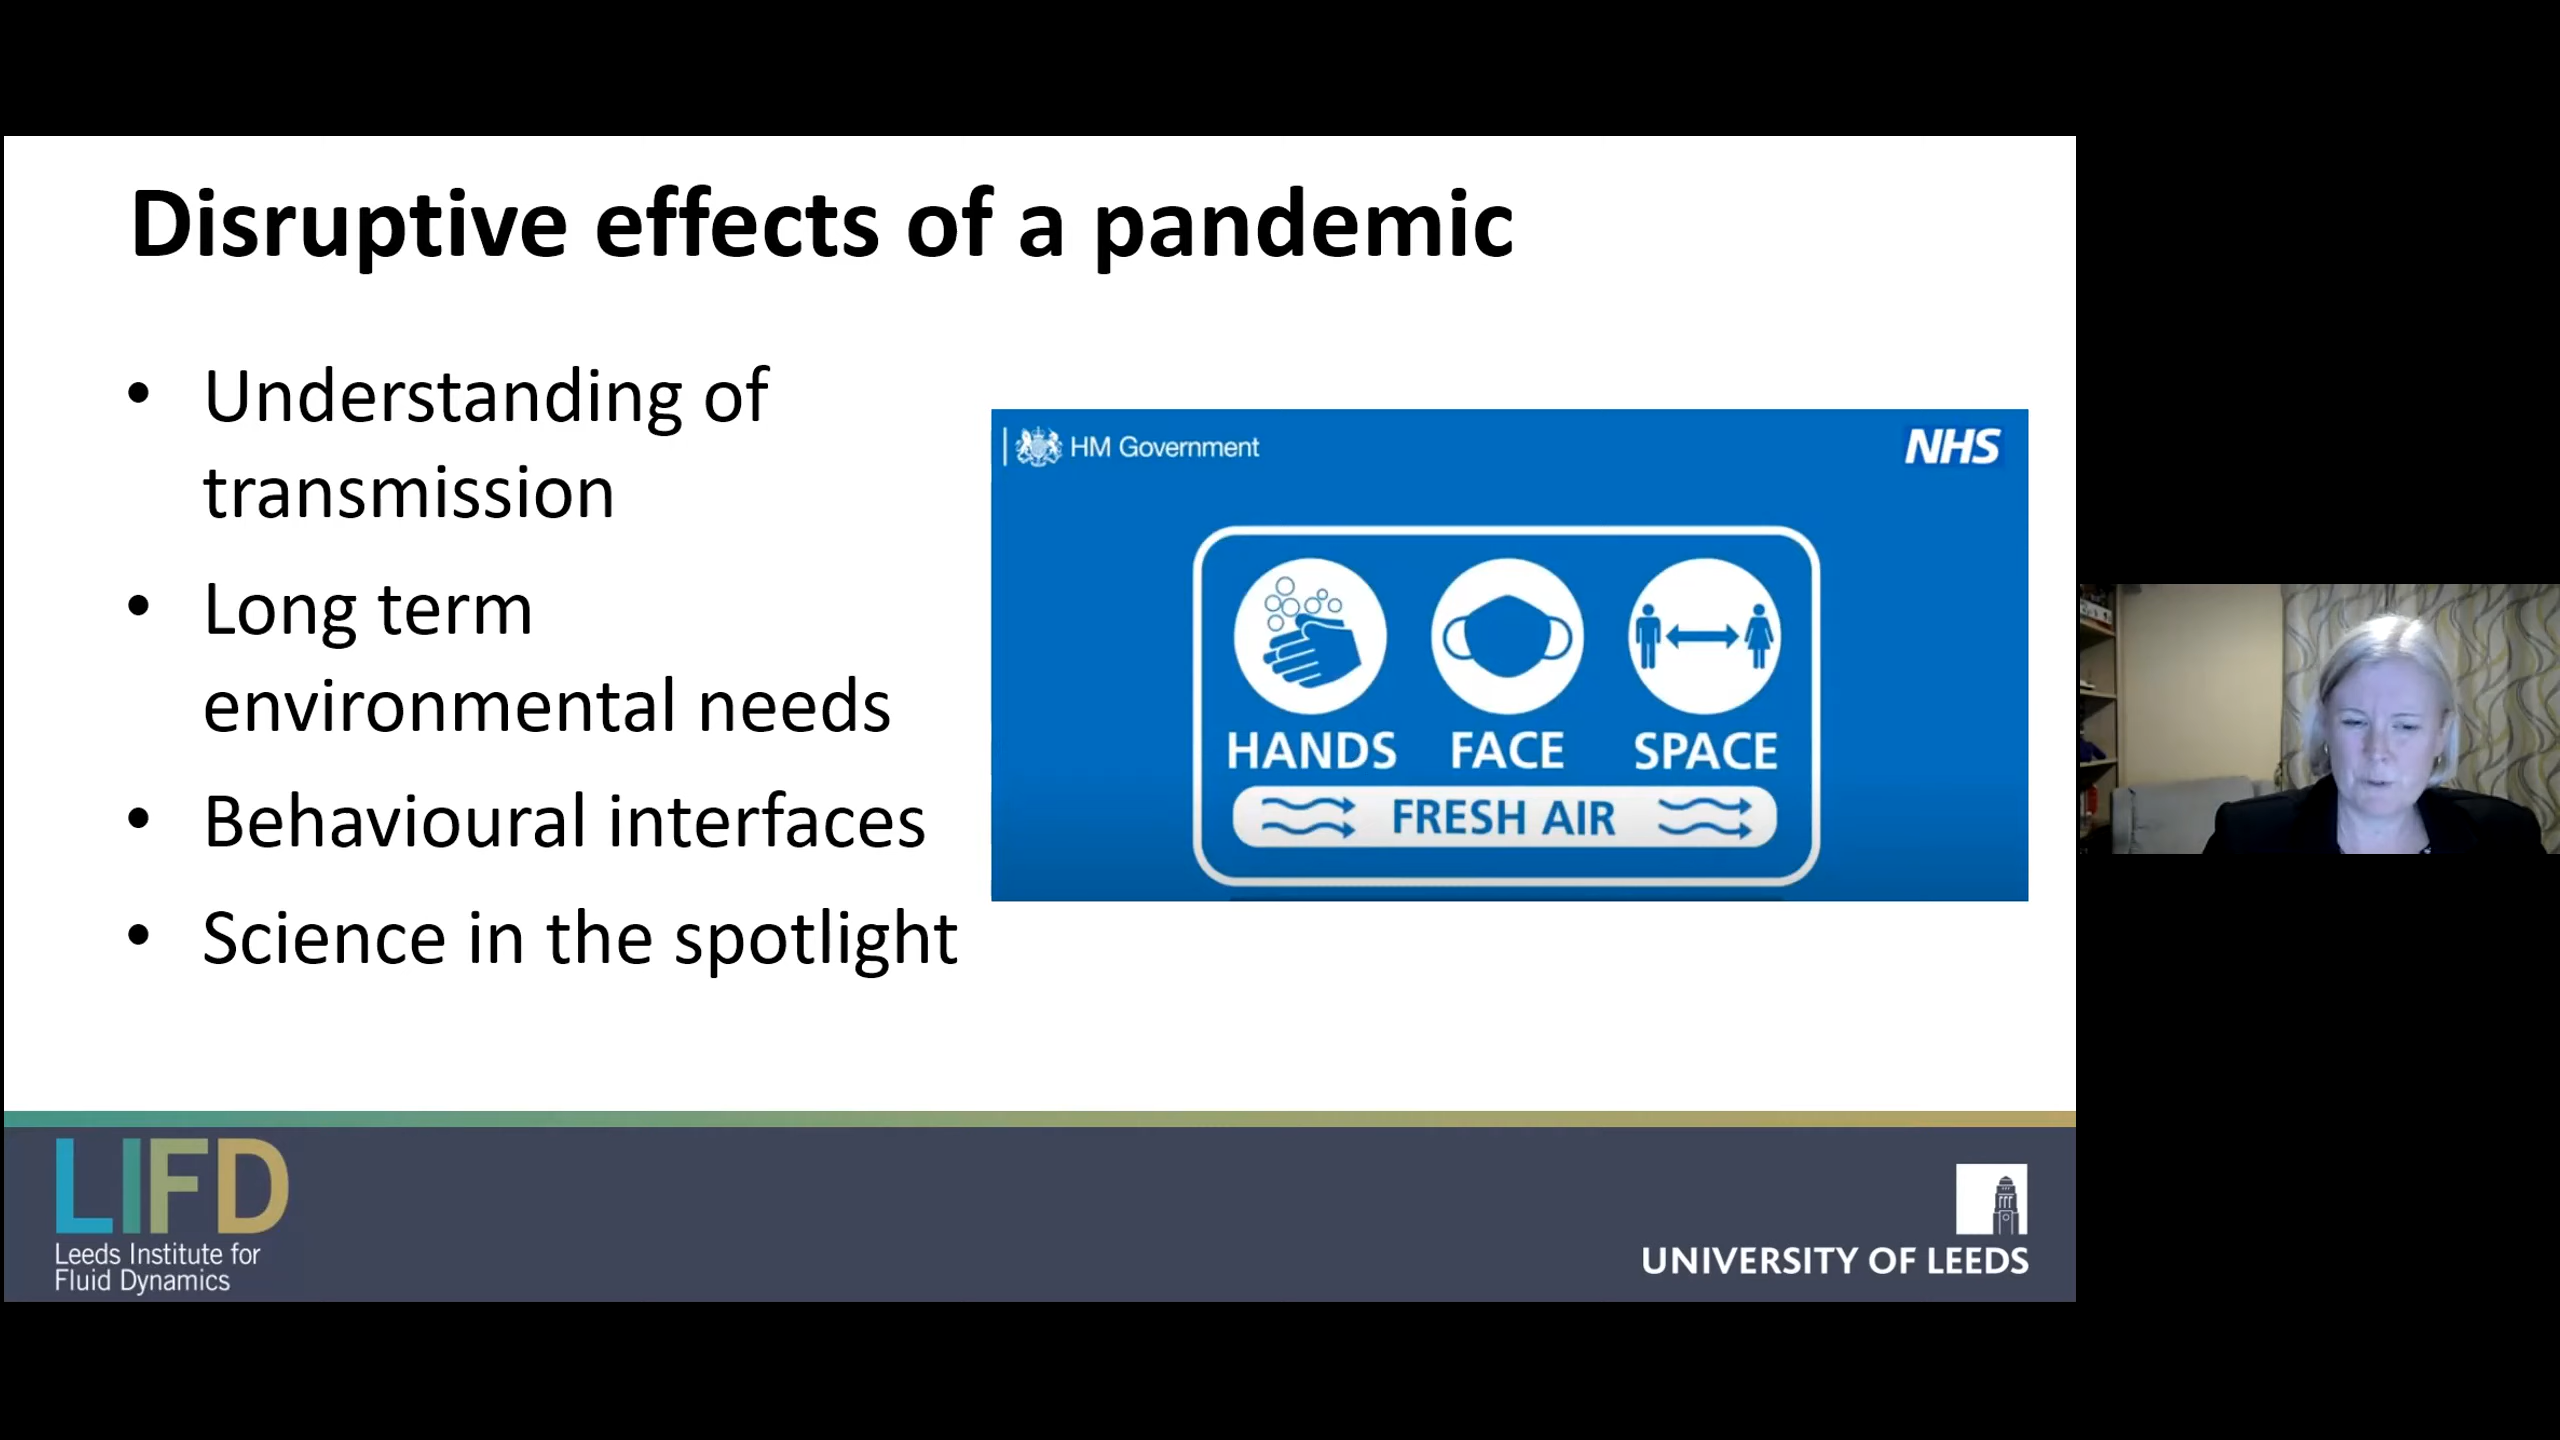 Disruptive effects of a pandemic
• Understanding of
transmission
• Long term
environmental needs
• Behavioural interfaces
• Science in the spotlight
HM Government
NHS
HANDS FACE SPACE
FRESH AIR
LIFD
Leeds Institute for
Fluid Dynamics
UNIVERSITY OF LEEDS